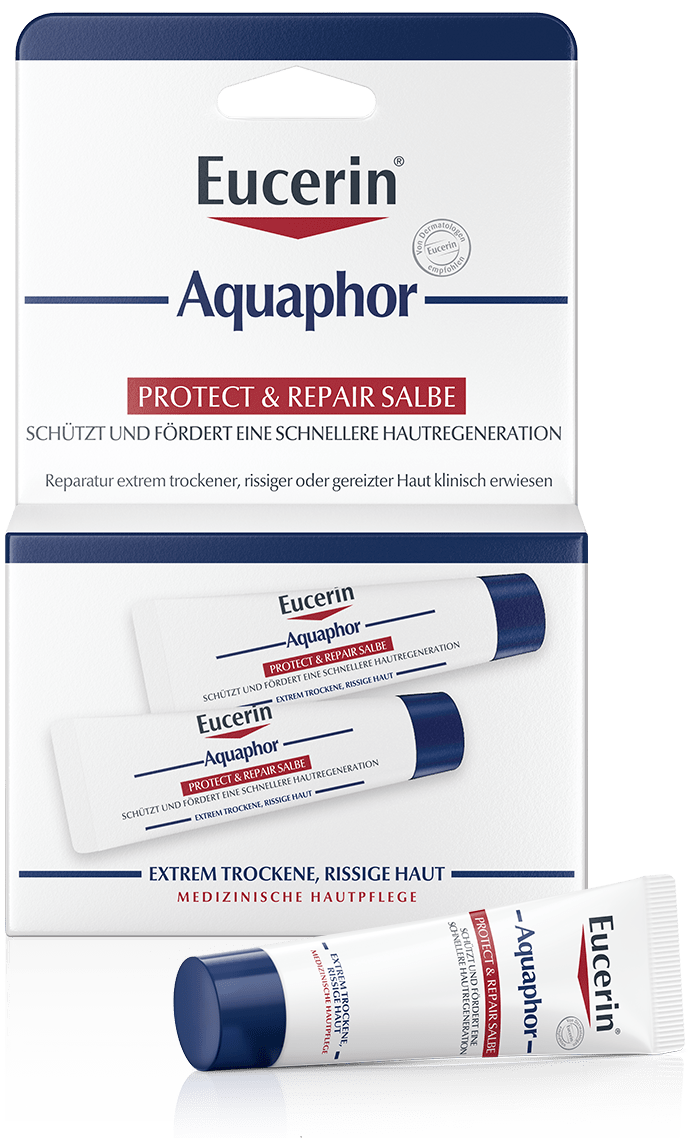 Eucerin®
Von Dermatologen
Eucerin
empfohlen
Aquaphor
PROTECT & REPAIR SALBE
SCHÜTZT UND FÖRDERT EINE SCHNELLERE HAUTREGENERATION
Reparatur extrem trockener, rissiger oder gereizter Haut klinisch erwiesen
Eucerin
Aquaphor
PROTECT & REPAIR SALBE
SCHÜTZT UND FÖRDERT EINE SCHNELLERE HAUTREGENERATION
EXTREM TROCKENE, RISSIGE HAUT
Eucerin
Aquaphor
PROTECT & REPAIR SALBE
SCHÜTZT UND FÖRDERT EINE SCHNELLERE HAUTREGENERATION
EXTREM TROCKENE, RISSIGE HAUT
EXTREM TROCKENE, RISSIGE HAUT
MEDIZINISCHE HAUTPFLEGE
Eucerin®
Aquaphor
PROTECT & REPAIR SALBE
SCHÜTZT UND FÖRDERT EINE
SCHNELLERE HAUTREGENERATION
EXTREM TROCKENE,
RISSIGE HAUT
MEDIZINISCHE HAUTPFLEGE